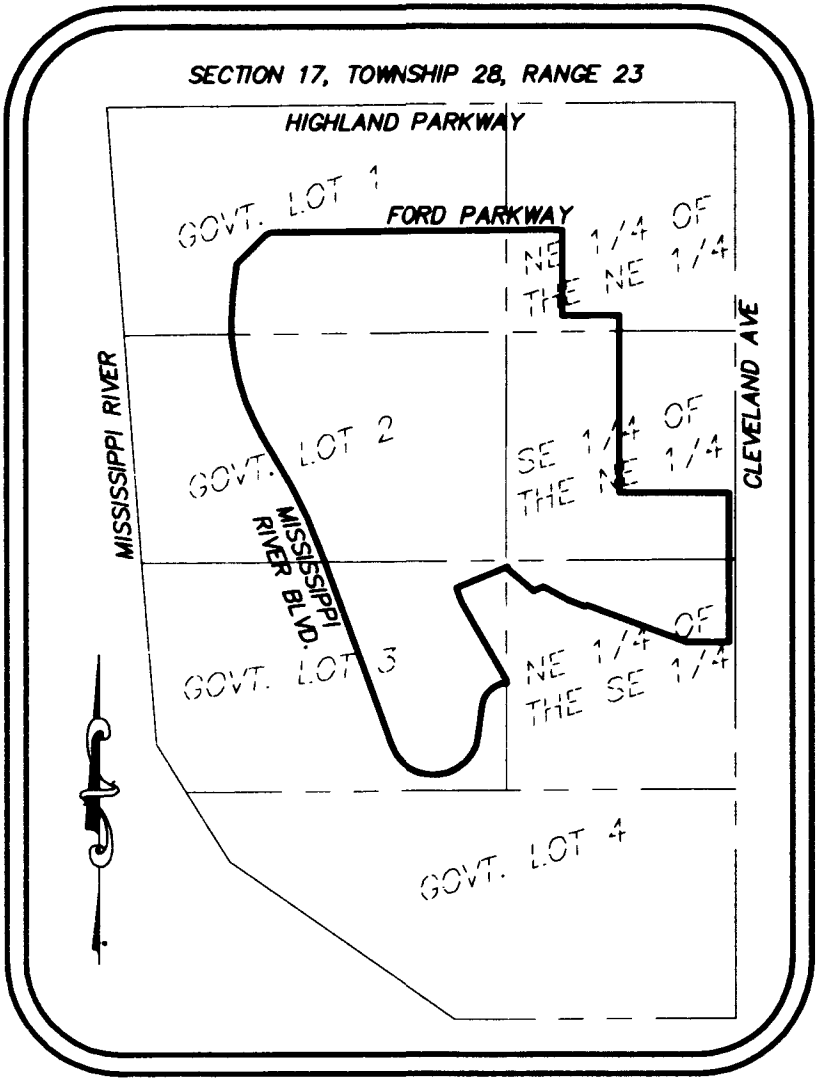 SECTION 17, TOWNSHIP 28, RANGE 23
HIGHLAND PARKWAY
GOVT. LOT 1
FORD PARKWAY
NE 1/4 OF
THE NE 1/4
MISSISSIPPI RIVER
CLEVELAND AVE
GOVT. LOT 2
SE 1/4 OF
THE NE 1/4
MISSISSIPPI
RIVER BLVD.
GOVT. LOT 3
NE 1/4 OF
THE SE 1/4
GOVT. LOT 4